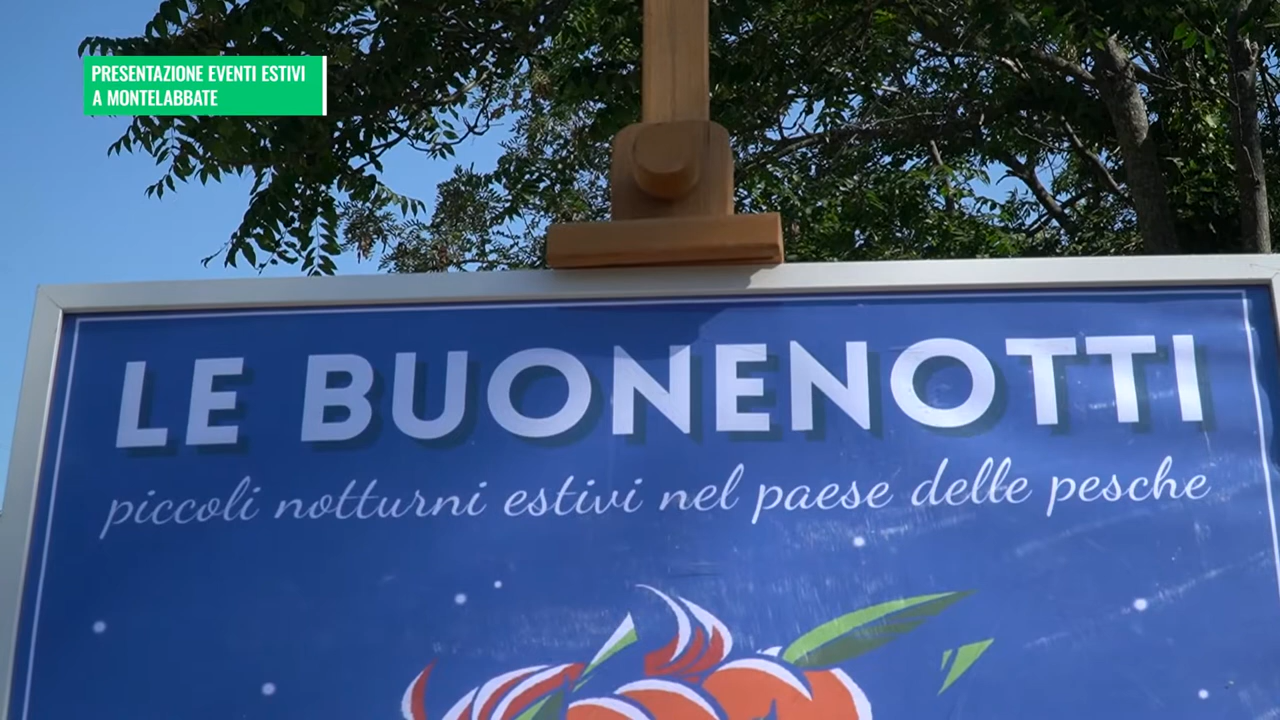 PRESENTAZIONE EVENTI ESTIVI
A MONTELABBATE
LE BUONENOTTI
piccoli notturni estivi nel paese delle pesche